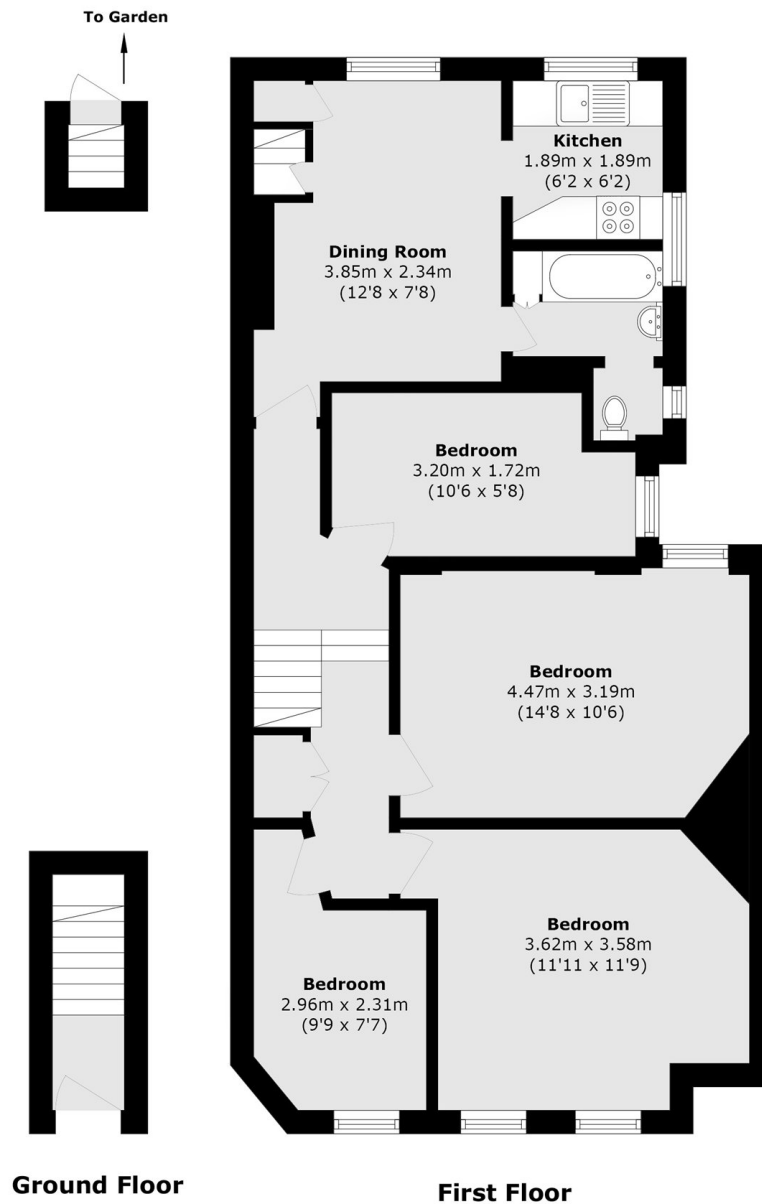 To Garden
Kitchen
1.89m x 1.89m
(6'2 x 6'2)
Dining Room
3.85m x 2.34m
(12'8 x 7'8)
Bedroom
3.20m x 1.72m
(10'6 x 5'8)
Bedroom
4.47m x 3.19m
(14'8 x 10'6)
Bedroom
3.62m x 3.58m
(11'11 x 11'9)
Bedroom
2.96m x 2.31m
(9'9 x 7'7)
Ground Floor
First Floor